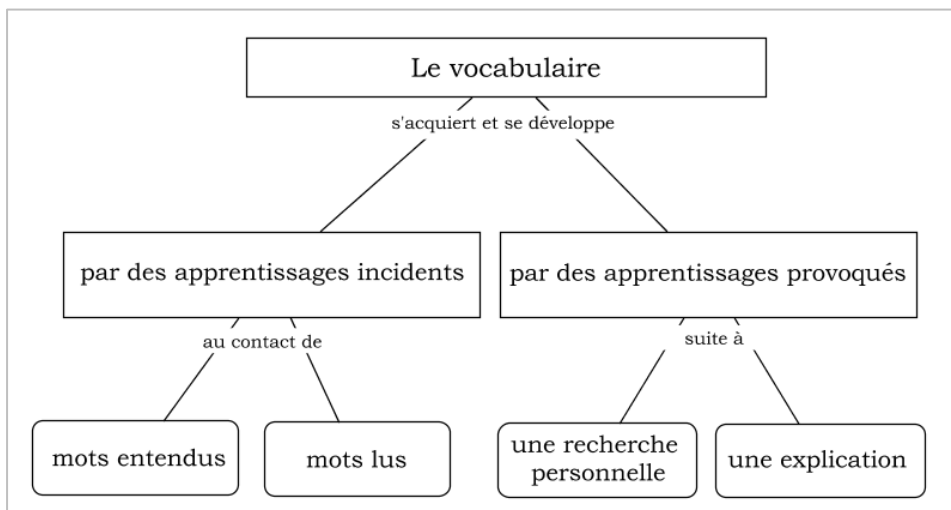 Le vocabulaire
s'acquiert et se développe
par des apprentissages incidents
par des apprentissages provoqués
au contact de
suite à
mots entendus
mots lus
une recherche
personnelle
une explication